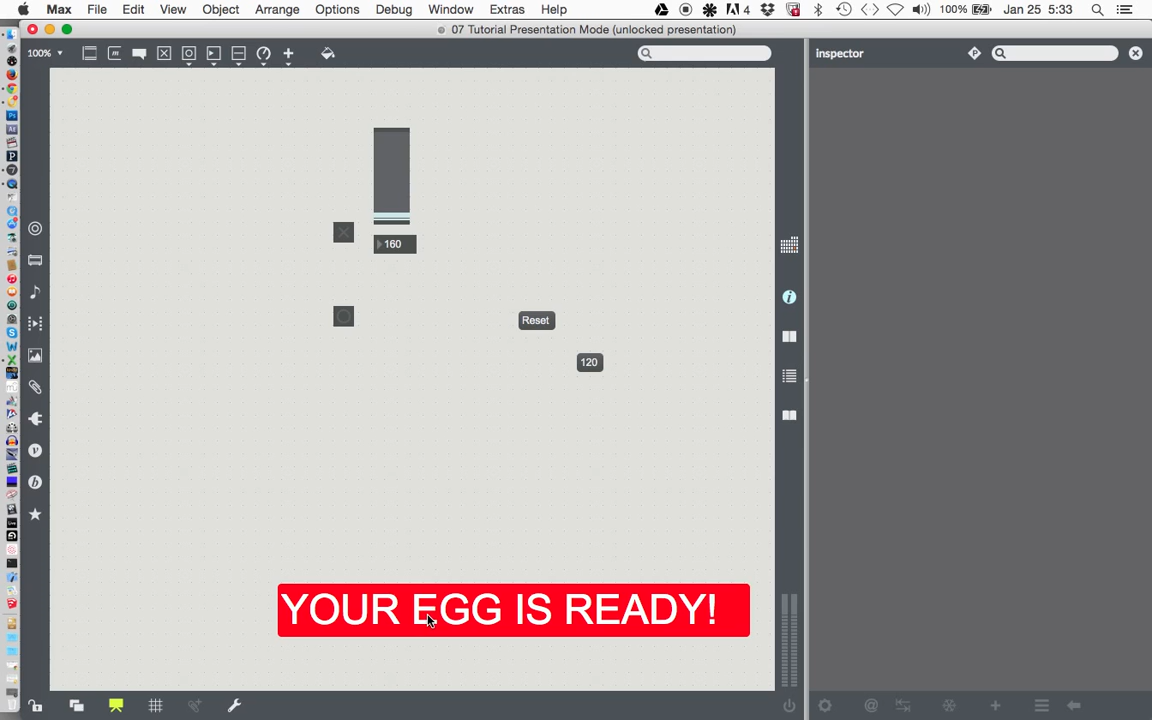 Max File Edit View Object Arrange Options Debug Window Extras Help 4 100% Jan 25 5:33
07 Tutorial Presentation Mode (unlocked presentation)
100%
inspector
160
Reset
120
YOUR EGG IS READY!